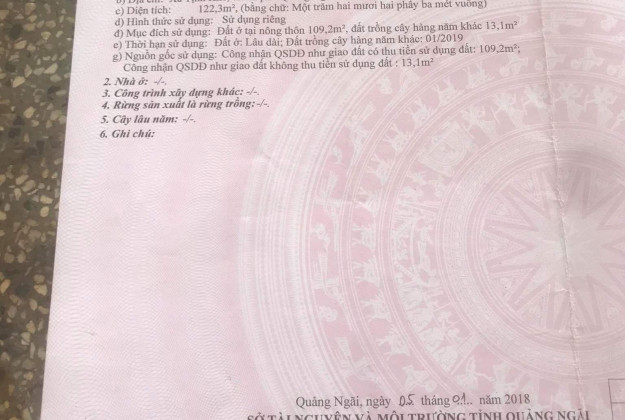 c) Diện tích: 122,3m², (bằng chữ: Một trăm hai mươi hai phẩy ba mét vuông)
d) Hình thức sử dụng: Sử dụng riêng
đ) Mục đích sử dụng: Đất ở tại nông thôn 109,2m², đất trồng cây hàng năm khác 13,1m²
e) Thời hạn sử dụng: Đất ở: Lâu dài; Đất trồng cây hàng năm khác: 01/2019
g) Nguồn gốc sử dụng: Công nhận QSDĐ như giao đất có thu tiền sử dụng đất: 109,2m²;
Công nhận QSDĐ như giao đất không thu tiền sử dụng đất : 13,1m²
2. Nhà ở: -/-.
3. Công trình xây dựng khác: -/-.
4. Rừng sản xuất là rừng trồng:-/-.
5. Cây lâu năm: -/-.
6. Ghi chú:
Quảng Ngãi, ngày 05 tháng 01.. năm 2018
SỞ TÀI NGUYÊN VÀ MÔI TRƯỜNG TỈNH QUẢNG NGÃI